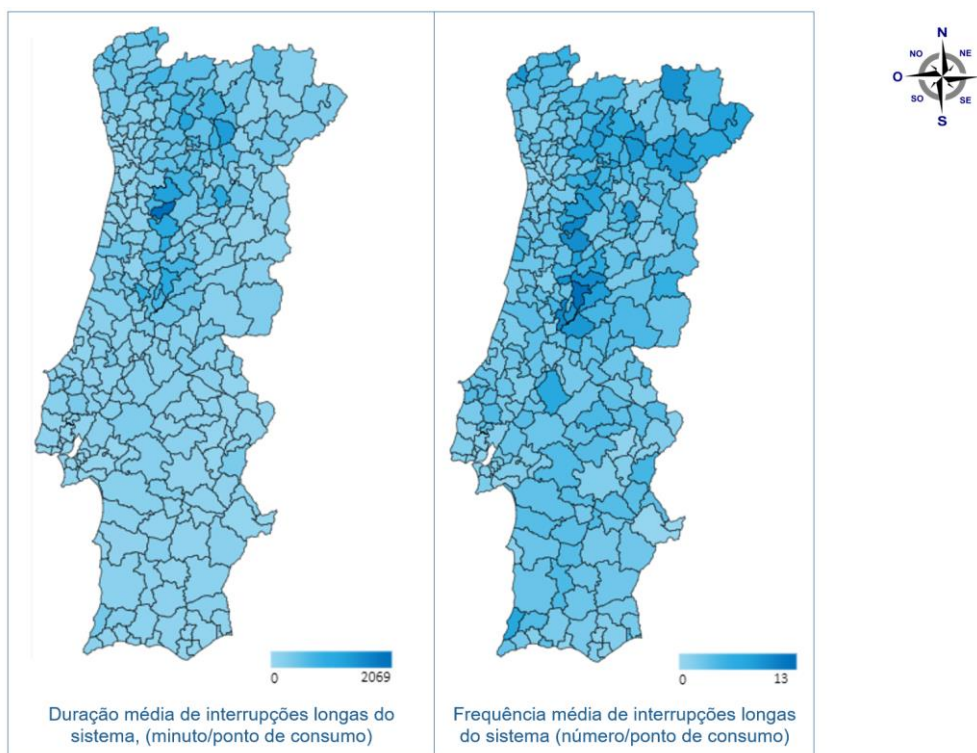 N
NO
NE
O
E
SO
SE
S
0
2069
0
13
Duração média de interrupções longas do
sistema, (minuto/ponto de consumo)
Frequência média de interrupções longas
do sistema (número/ponto de consumo)